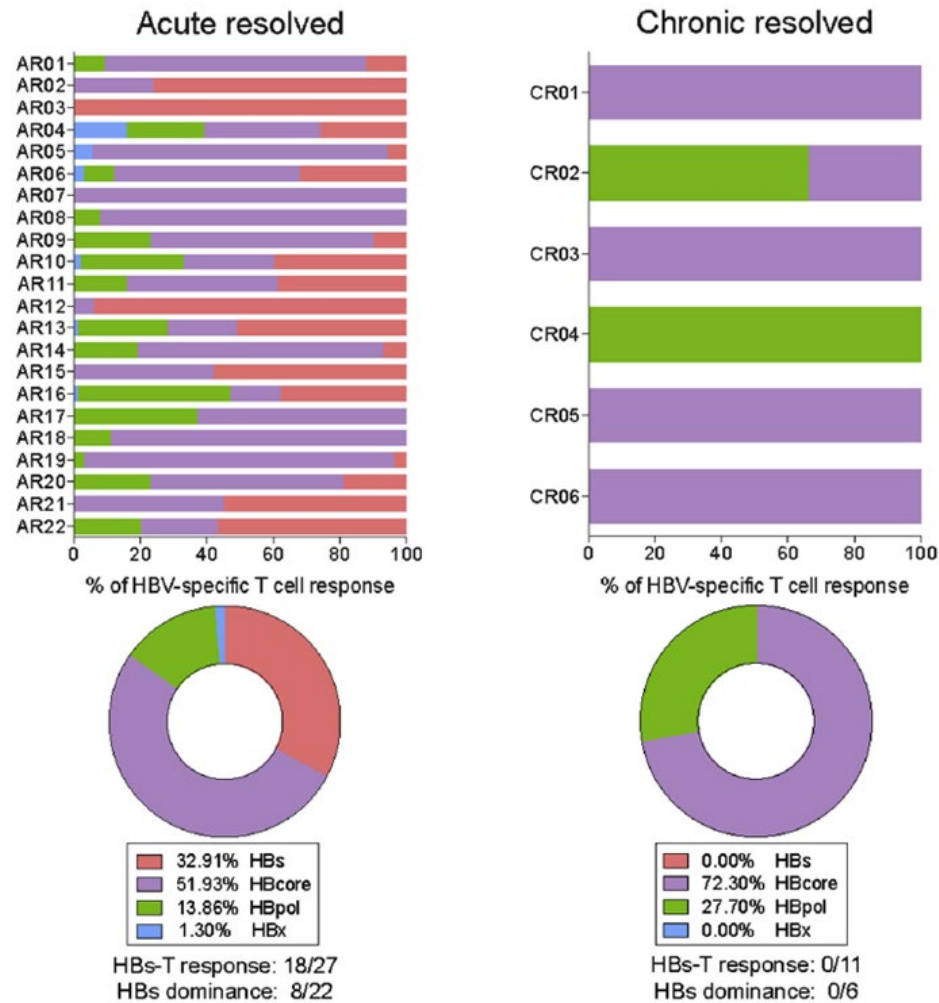 Acute resolved
AR01
AR02
AR03
AR04
AR05
AR06
AR07
AR08
AR09
AR10
AR11
AR12
AR13
AR14
AR15
AR16
AR17
AR18
AR19
AR20
AR21
AR22
0 20 40 60 80 100
% of HBV-specific T cell response
32.91% HBs
51.93% HBcore
13.86% HBpol
1.30% HBx
HBs-T response: 18/27
HBs dominance: 8/22
Chronic resolved
CR01
CR02
CR03
CR04
CR05
CR06
0 20 40 60 80 100
% of HBV-specific T cell response
0.00% HBs
72.30% HBcore
27.70% HBpol
0.00% HBx
HBs-T response: 0/11
HBs dominance: 0/6